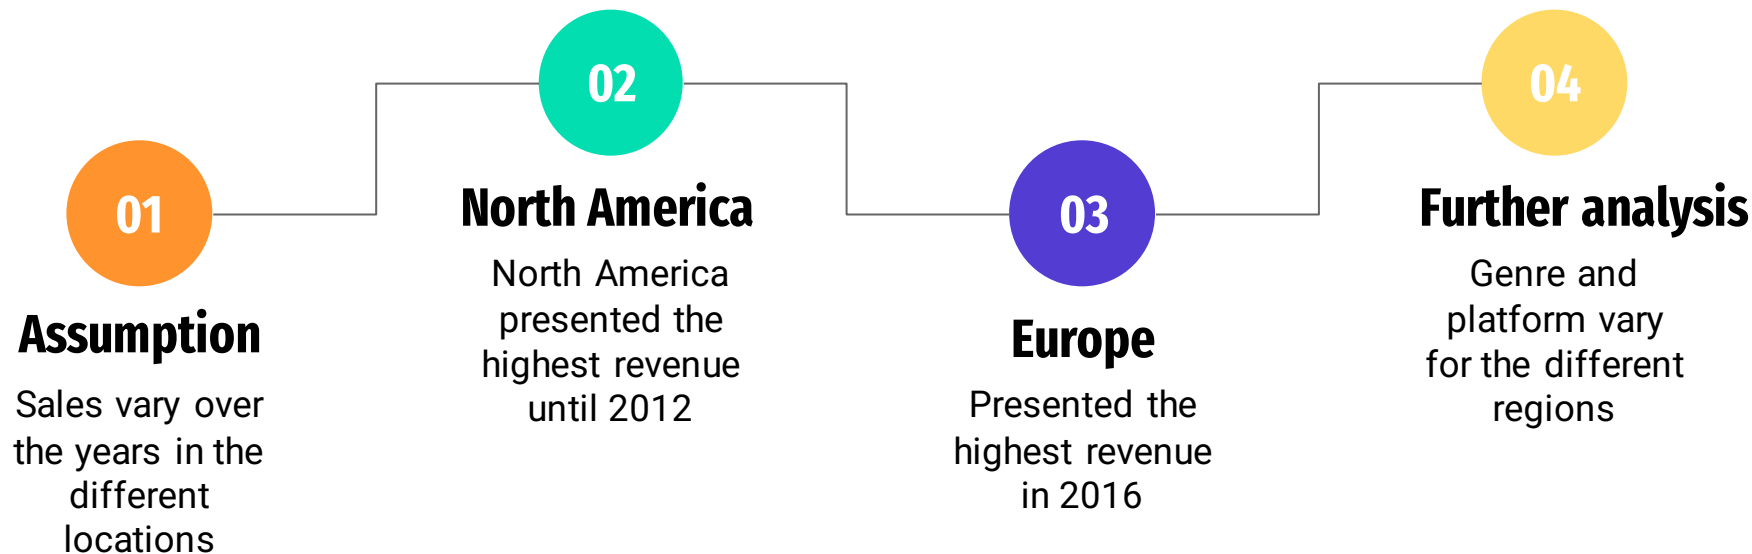 01
Assumption
Sales vary over
the years in the
different
locations
02
North America
North America
presented the
highest revenue
until 2012
03
Europe
Presented the
highest revenue
in 2016
04
Further analysis
Genre and
platform vary
for the different
regions